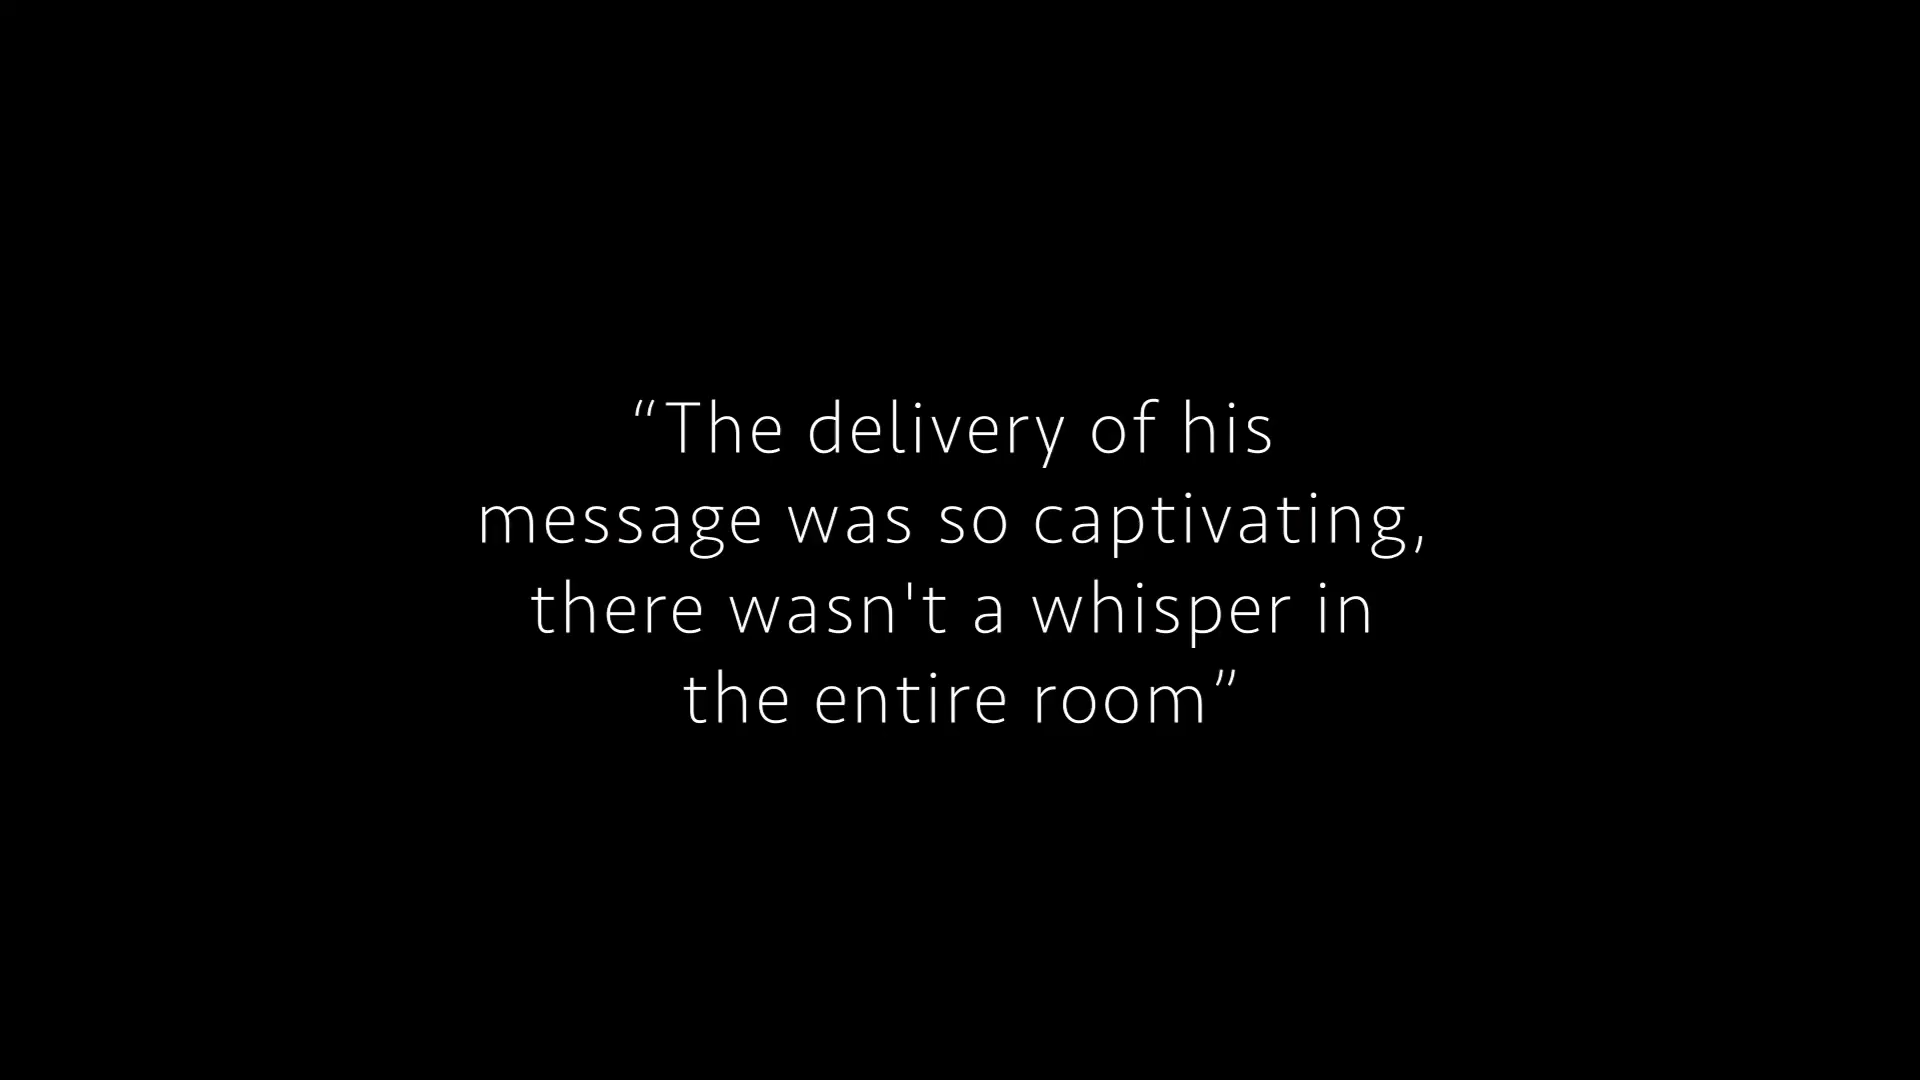 “The delivery of his
message was so captivating,
there wasn't a whisper in
the entire room”